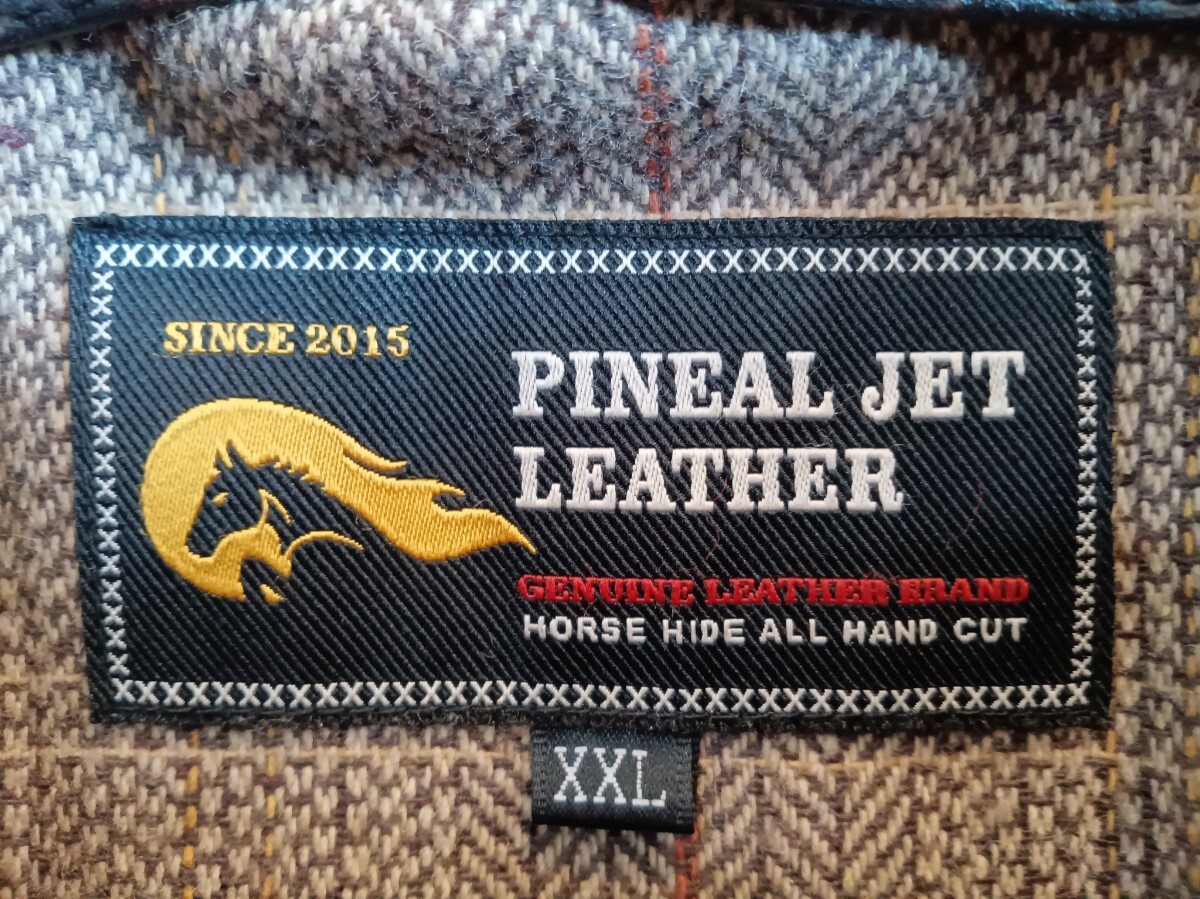 SINCE 2015
PINEAL JET
LEATHER
GENUINE LEATHER BRAND
HORSE HIDE ALL HAND CUT
XXL